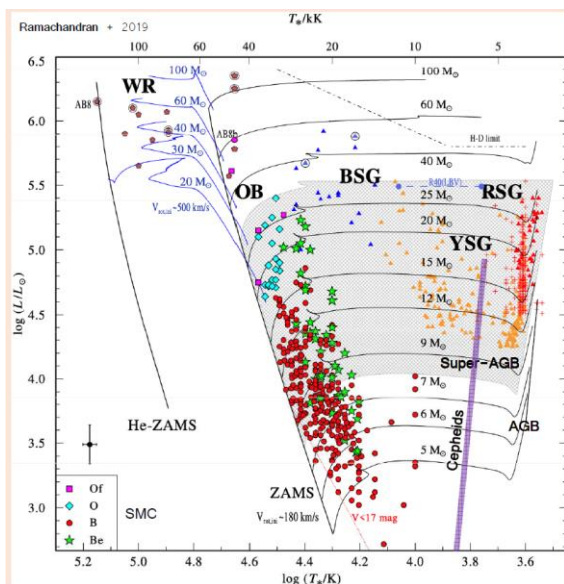 Ramachandran + 2019
T*/kK
100 60 40 20 10 5
6.5
6.0
5.5
5.0
4.5
4.0
3.5
3.0
log (L/L⊙)
WR
100 M⊙
60 M⊙
40 M⊙
30 M⊙
20 M⊙
AB8
AB8b
V rot,ini ~500 km/s
100 M⊙
60 M⊙
H-D limit
40 M⊙
OB
BSG
R40(LBV)
RSG
25 M⊙
20 M⊙
YSG
15 M⊙
12 M⊙
9 M⊙
Super-AGB
7 M⊙
6 M⊙
AGB
5 M⊙
Cepheids
He-ZAMS
ZAMS
V rot,ini ~180 km/s
V<17 mag
Of
O
B
Be
SMC
5.2 5.0 4.8 4.6 4.4 4.2 4.0 3.8 3.6
log (T*/K)